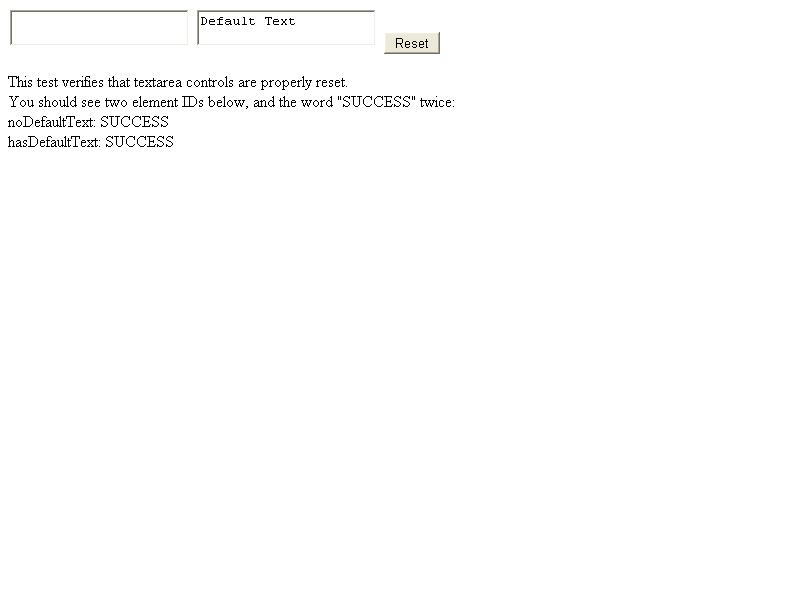 Default Text
Reset
This test verifies that textarea controls are properly reset.
You should see two element IDs below, and the word "SUCCESS" twice:
noDefaultText: SUCCESS
hasDefaultText: SUCCESS